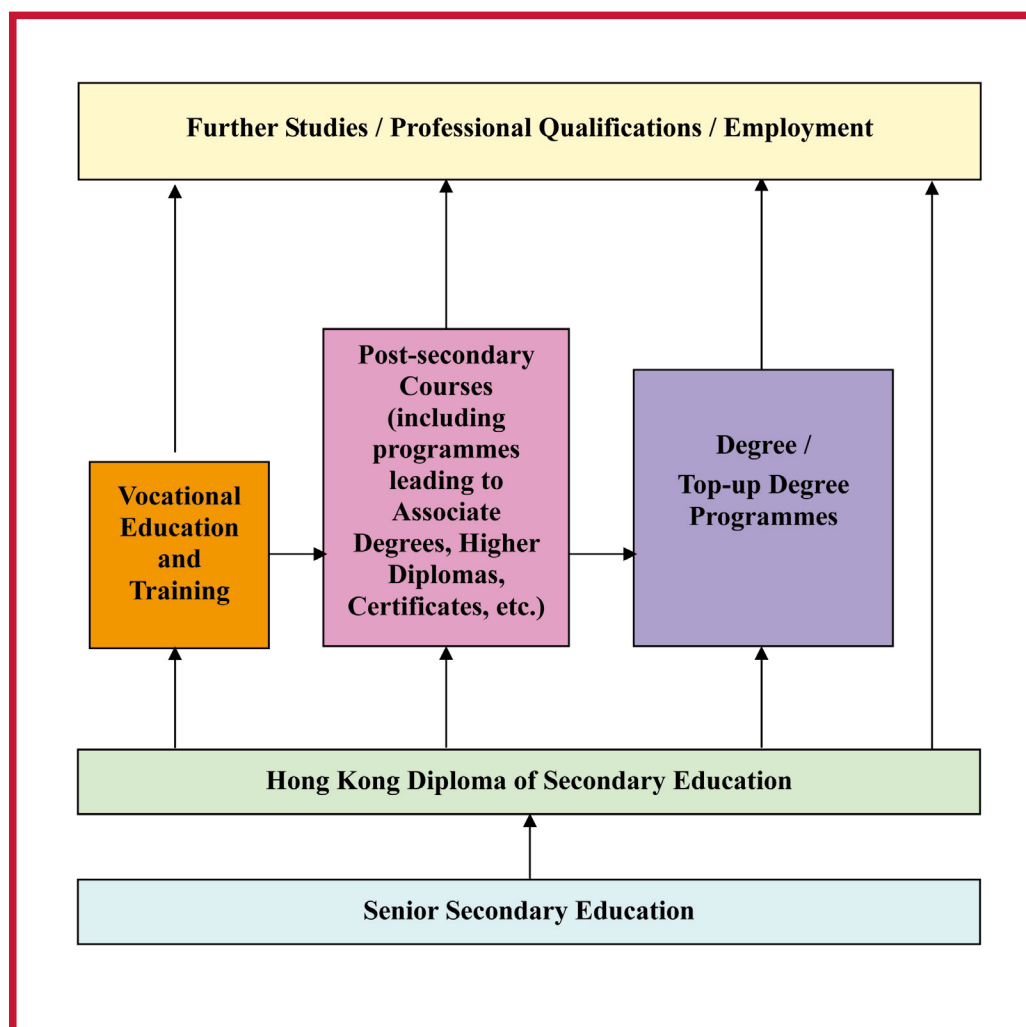 Further Studies / Professional Qualifications / Employment
Post-secondary
Courses
(including
programmes
leading to
Associate
Degrees, Higher
Diplomas,
Certificates, etc.)
Degree /
Top-up Degree
Programmes
Vocational
Education
and
Training
Hong Kong Diploma of Secondary Education
Senior Secondary Education